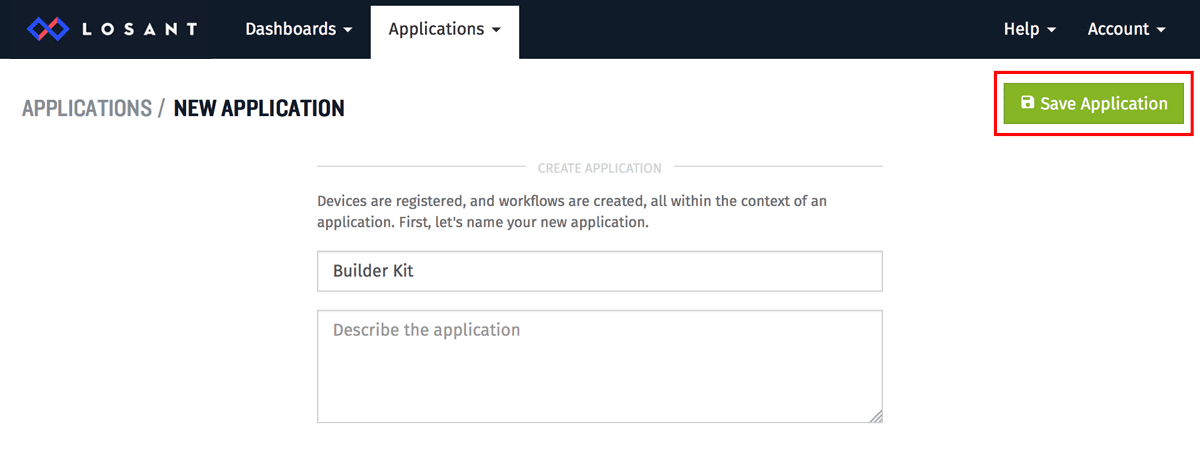 LOSANT Dashboards Applications Help Account
APPLICATIONS / NEW APPLICATION
Save Application
CREATE APPLICATION
Devices are registered, and workflows are created, all within the context of an
application. First, let's name your new application.
Builder Kit
Describe the application